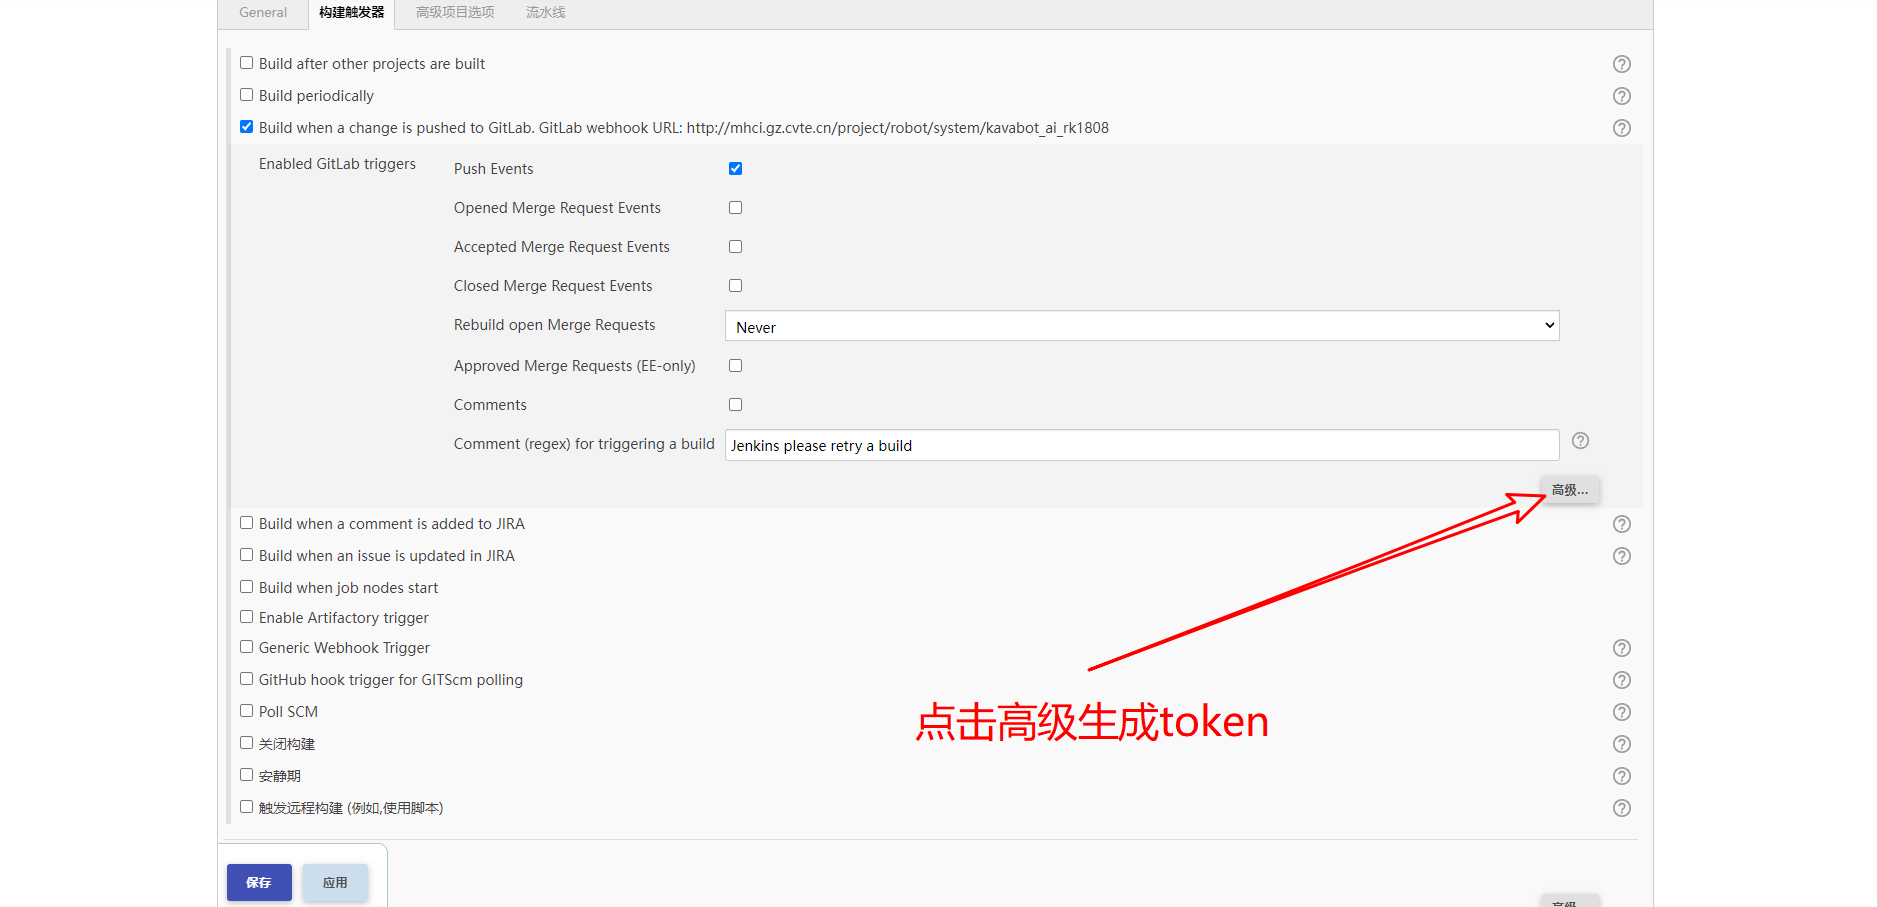 General 构建触发器 高级项目选项 流水线
Build after other projects are built
Build periodically
Build when a change is pushed to GitLab. GitLab webhook URL: http://mhci.gz.cvte.cn/project/robot/system/kavabot_ai_rk1808
Enabled GitLab triggers Push Events
Opened Merge Request Events
Accepted Merge Request Events
Closed Merge Request Events
Rebuild open Merge Requests Never
Approved Merge Requests (EE-only)
Comments
Comment (regex) for triggering a build Jenkins please retry a build
高级...
Build when a comment is added to JIRA
Build when an issue is updated in JIRA
Build when job nodes start
Enable Artifactory trigger
Generic Webhook Trigger
GitHub hook trigger for GITScm polling
Poll SCM
点击高级生成token
关闭构建
安静期
触发远程构建 (例如,使用脚本)
保存 应用
高级...